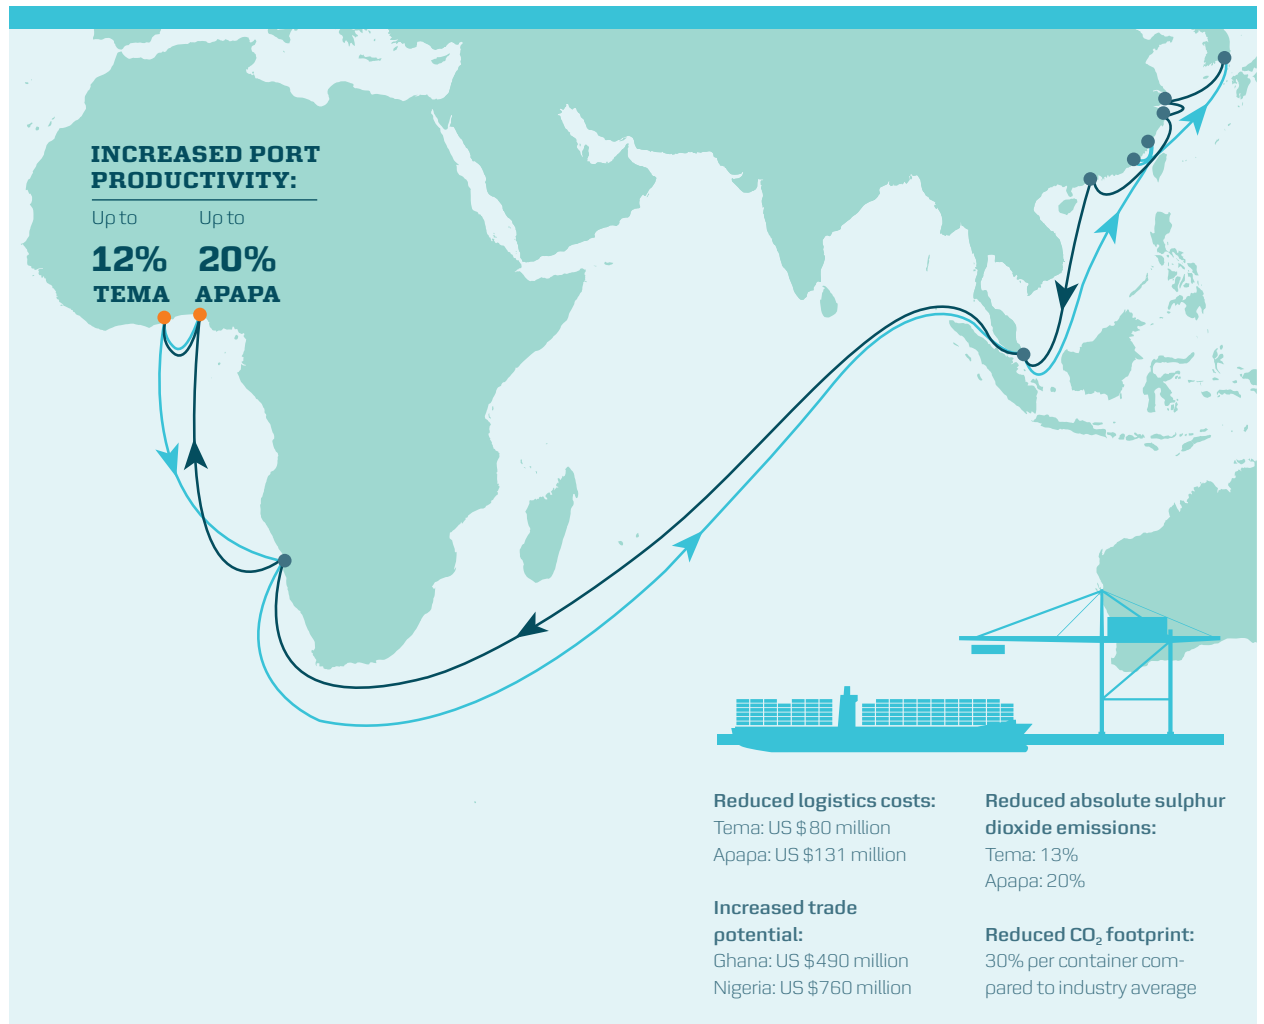 INCREASED PORT
PRODUCTIVITY:
Up to
12%
TEMA
Up to
20%
APAPA
Reduced logistics costs:
Tema: US $80 million
Apapa: US $131 million
Increased trade
potential:
Ghana: US $490 million
Nigeria: US $760 million
Reduced absolute sulphur
dioxide emissions:
Tema: 13%
Apapa: 20%
Reduced CO₂ footprint:
30% per container com-
pared to industry average